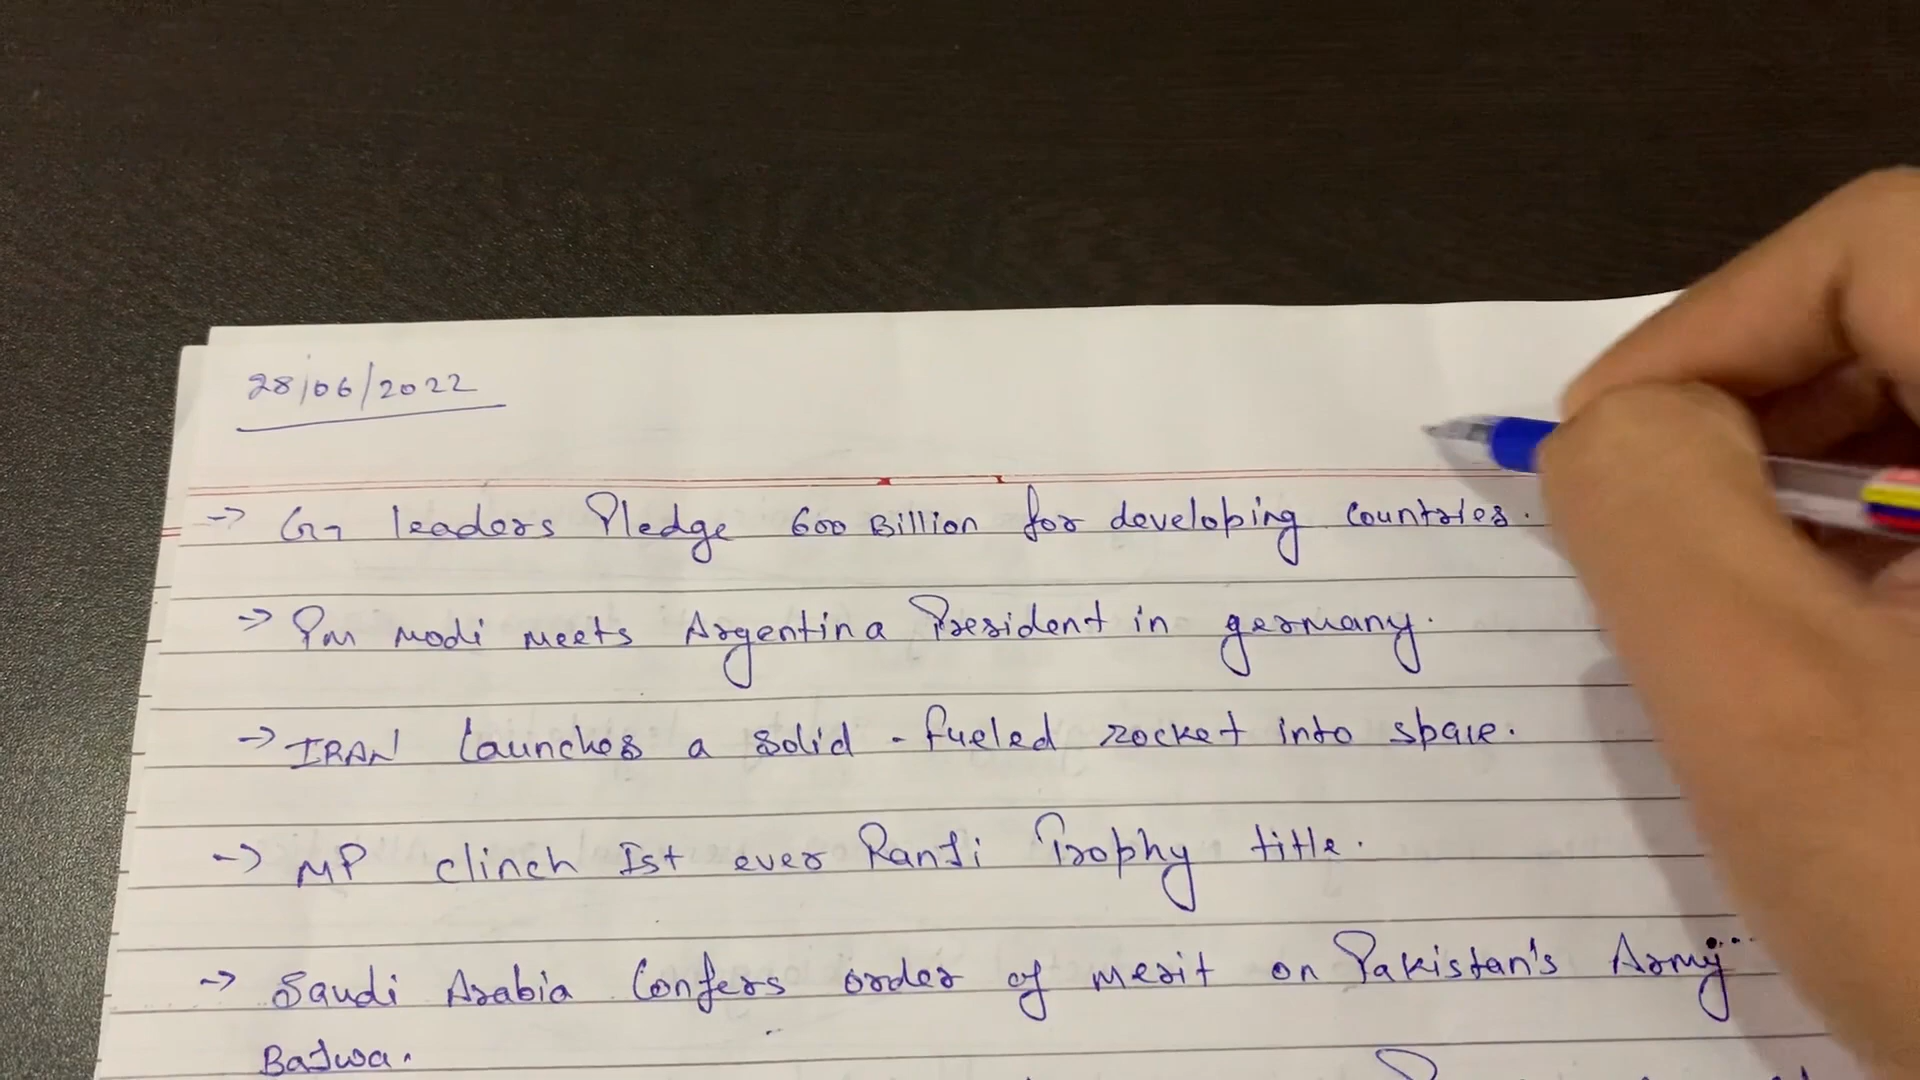 28/06/2022
-> G7 leaders Pledge 600 Billion for developing Countries.
-> Pm modi meets Argentina President in germany.
-> IRAN launches a solid - fueled rocket into space.
-> MP clinch Ist ever Ranji Trophy title.
-> Saudi Arabia Confers order of merit on Pakistan's Army
Bajwa.